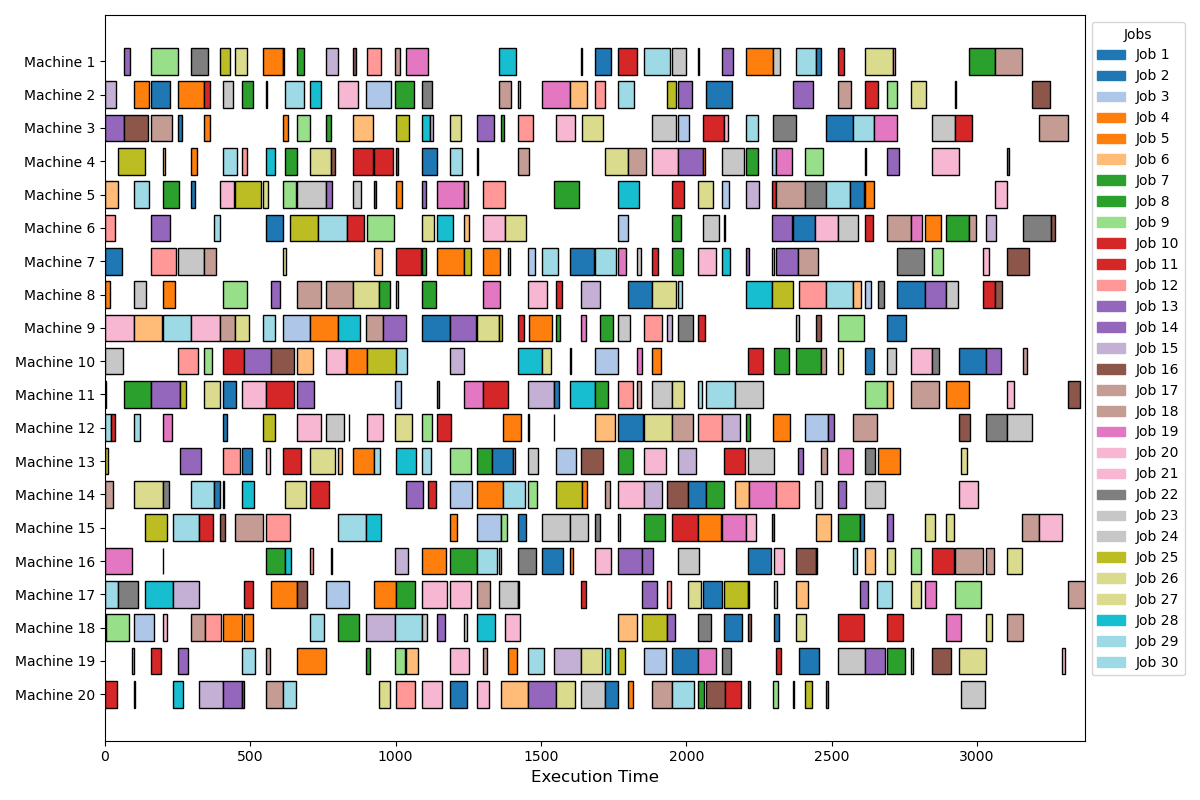 Machine 1
Machine 2
Machine 3
Machine 4
Machine 5
Machine 6
Machine 7
Machine 8
Machine 9
Machine 10
Machine 11
Machine 12
Machine 13
Machine 14
Machine 15
Machine 16
Machine 17
Machine 18
Machine 19
Machine 20
0 500 1000 1500 2000 2500 3000
Execution Time
Jobs
Job 1
Job 2
Job 3
Job 4
Job 5
Job 6
Job 7
Job 8
Job 9
Job 10
Job 11
Job 12
Job 13
Job 14
Job 15
Job 16
Job 17
Job 18
Job 19
Job 20
Job 21
Job 22
Job 23
Job 24
Job 25
Job 26
Job 27
Job 28
Job 29
Job 30